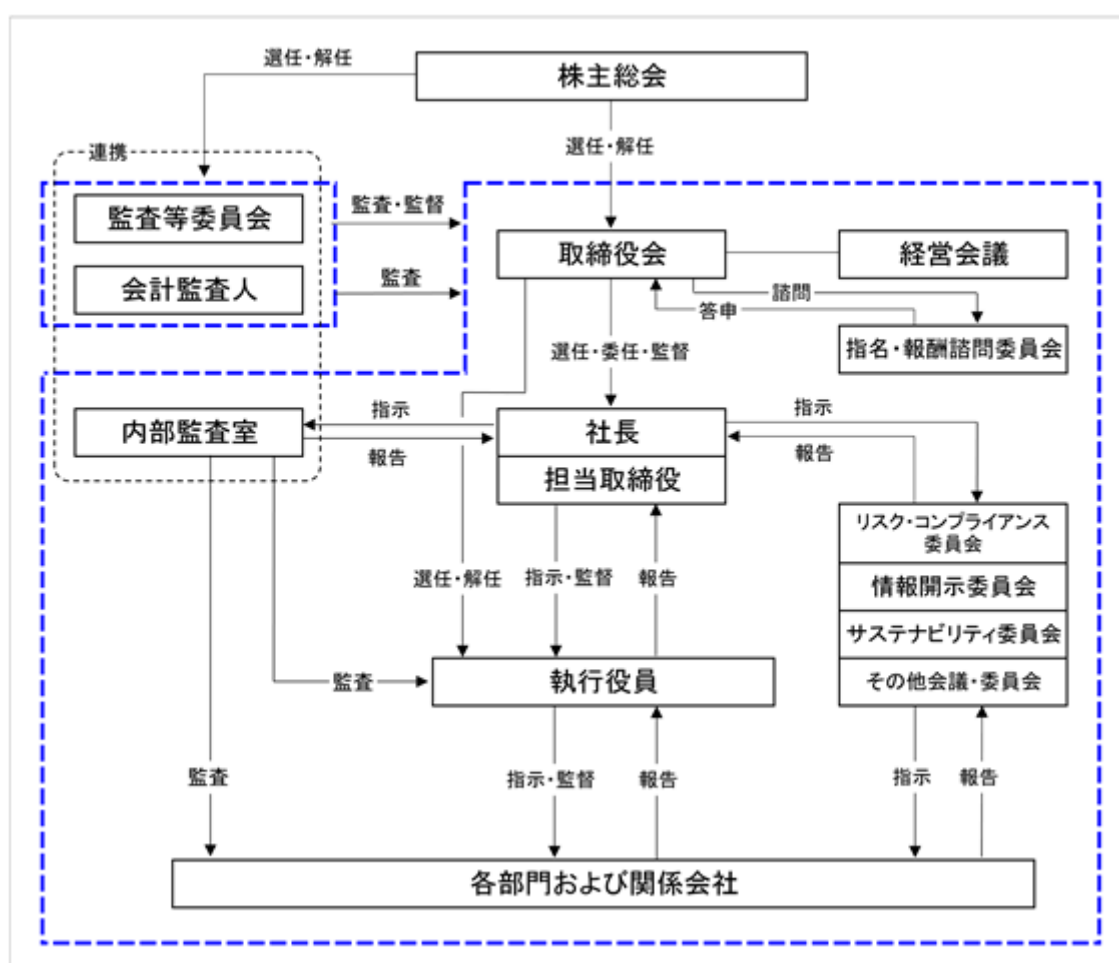 選任・解任
株主総会
選任・解任
連携
監査等委員会
監査・監督
取締役会
経営会議
会計監査人
監査
諮問
答申
選任・委任・監督
指名・報酬諮問委員会
内部監査室
指示
報告
社長
担当取締役
指示
報告
リスク・コンプライアンス
委員会
情報開示委員会
サステナビリティ委員会
その他会議・委員会
選任・解任
指示・監督
報告
監査
執行役員
監査
指示・監督
報告
指示
報告
各部門および関係会社